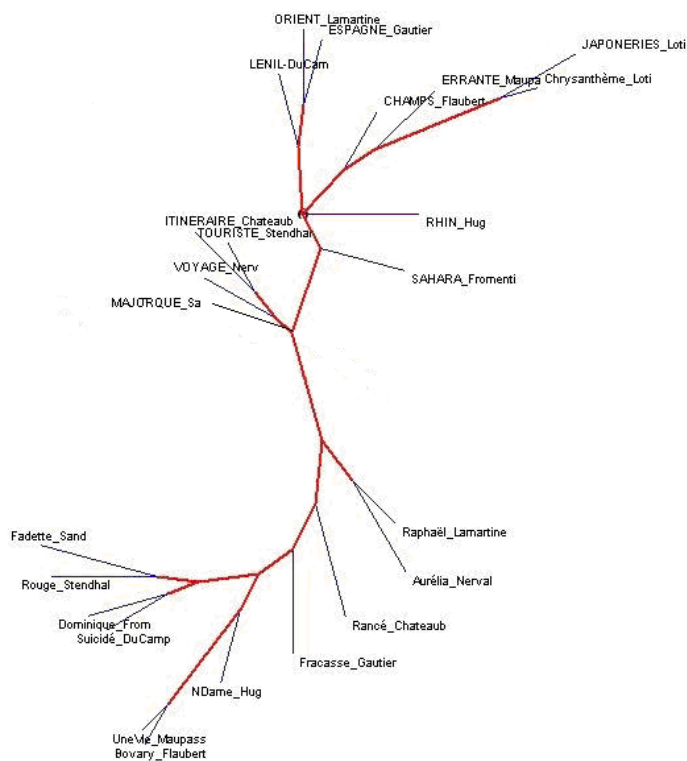 ORIENT_Lamartine
ESPAGNE_Gautier
JAPONERIES_Loti
LENIL-DuCam
ERRANTE_Maupa
Chrysanthème_Loti
CHAMPS_Flaubert
ITINERAIRE_Chateaub
RHIN_Hug
TOURISTE_Stendhal
VOYAGE_Nerv
SAHARA_Fromenti
MAJORQUE_Sa
Raphaël_Lamartine
Fadette_Sand
Aurélia_Nerval
Rouge_Stendhal
Dominique_From
Rancé_Chateaub
Suicidé_DuCamp
Fracasse_Gautier
NDame_Hug
UneVie_Maupass
Bovary_Flaubert